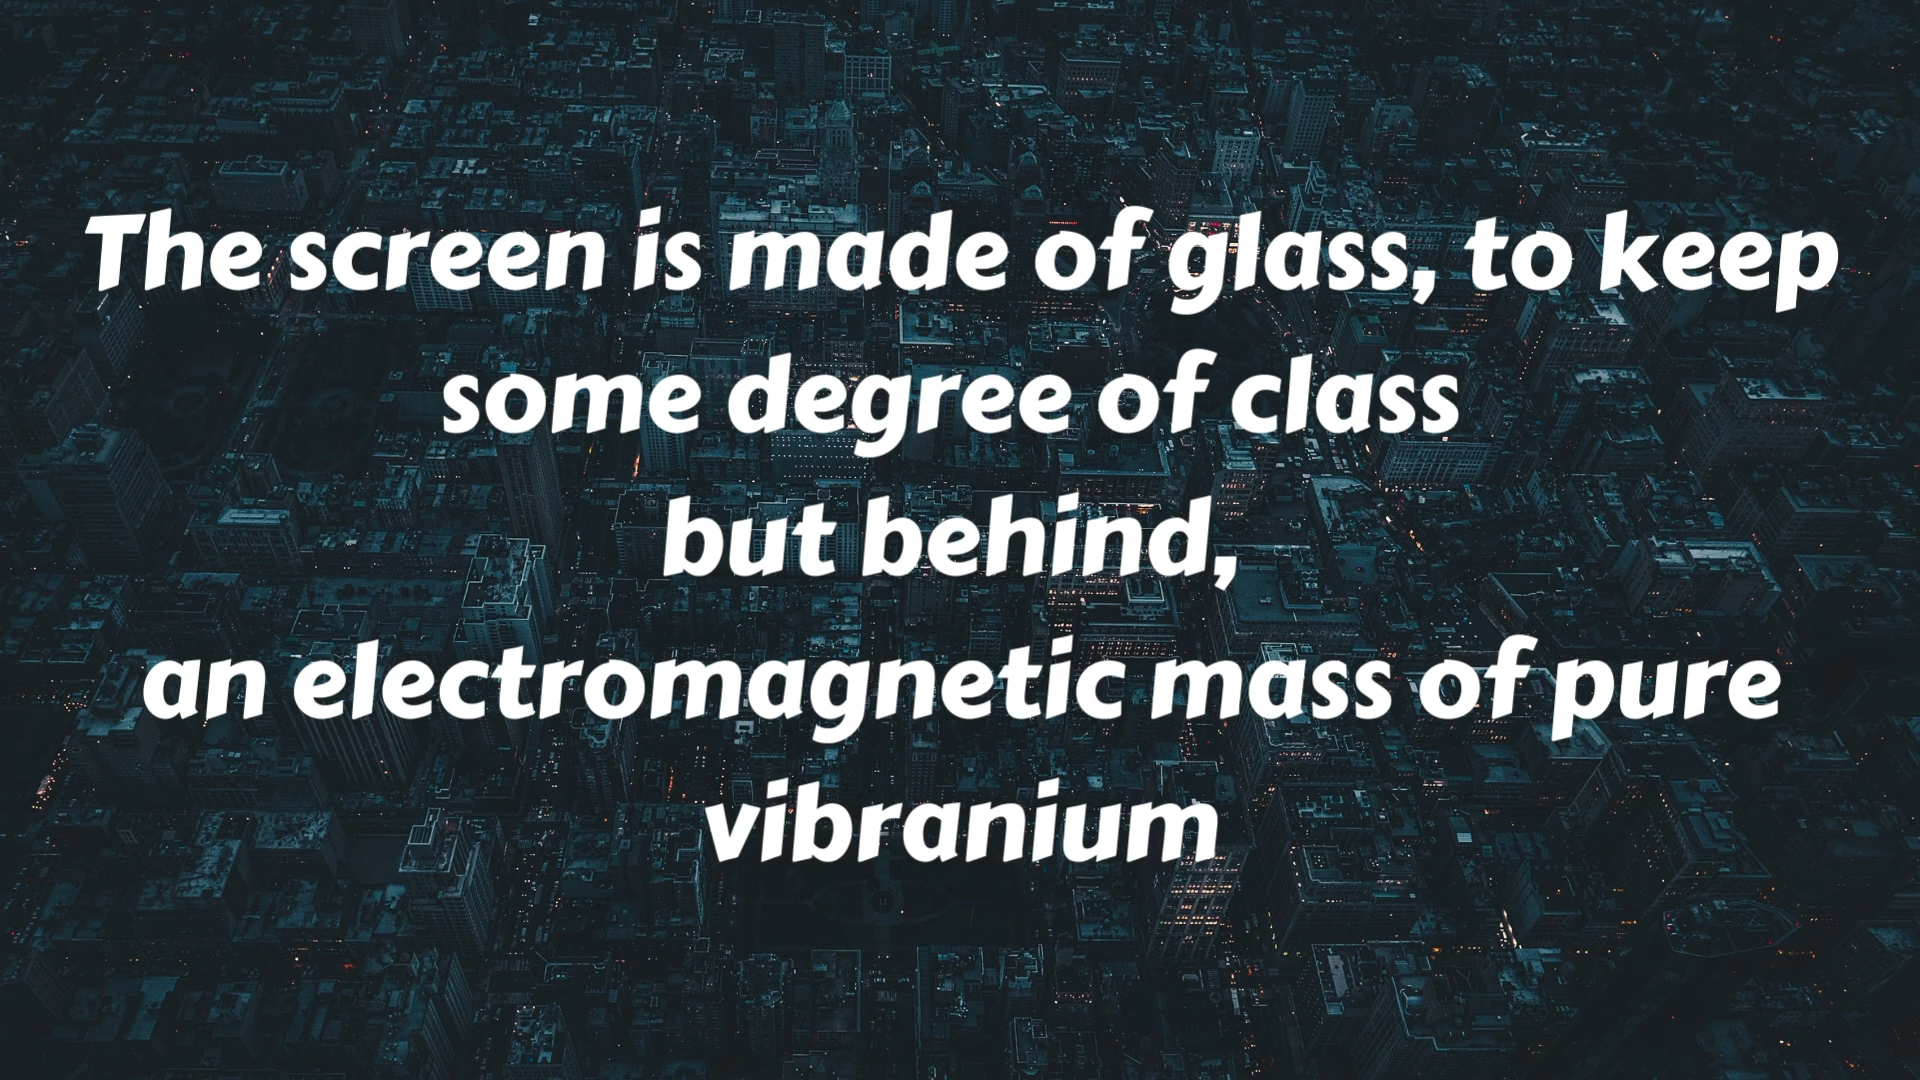 The screen is made of glass, to keep
some degree of class
but behind,
an electromagnetic mass of pure
vibranium